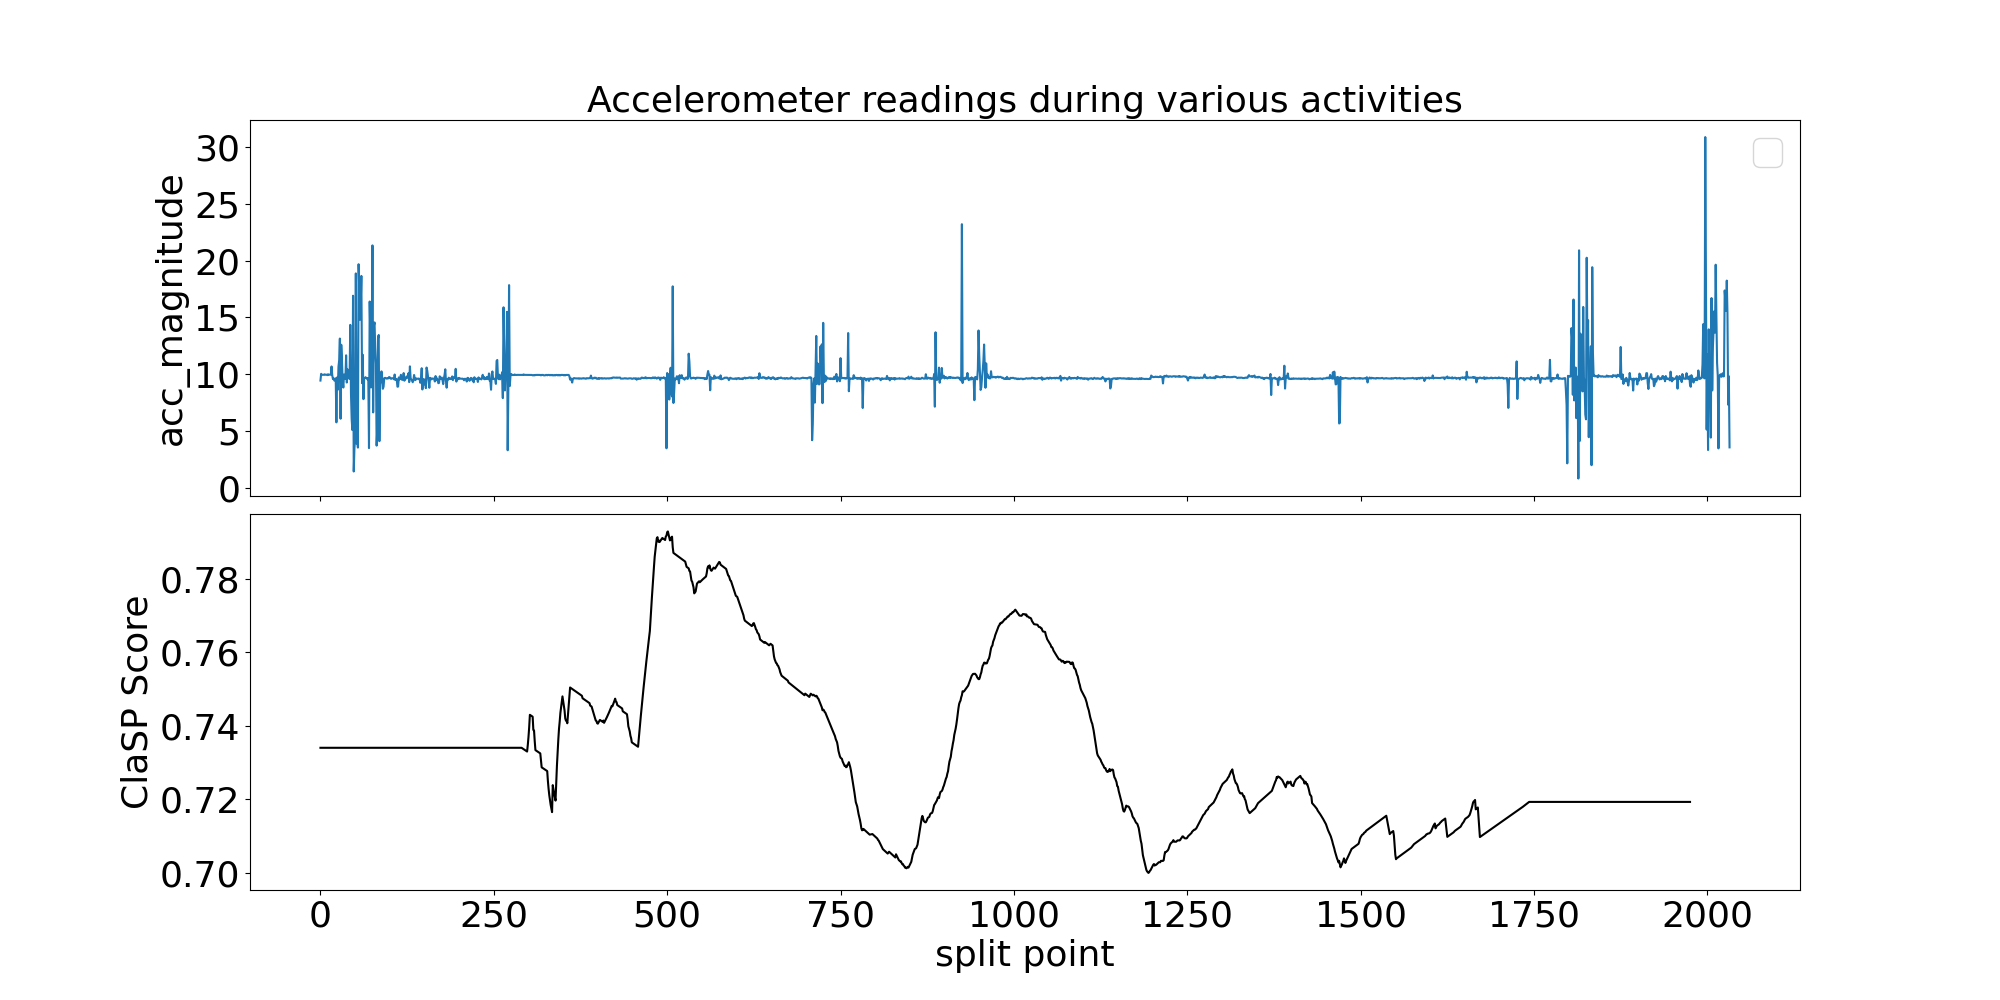 Accelerometer readings during various activities
acc_magnitude
30
25
20
15
10
5
0
ClaSP Score
0.78
0.76
0.74
0.72
0.70
0 250 500 750 1000 1250 1500 1750 2000
split point